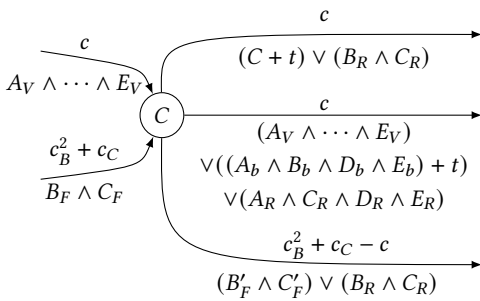 c
(C + t) ∨ (B_R ∧ C_R)
c
A_V ∧ ⋯ ∧ E_V
C
c
(A_V ∧ ⋯ ∧ E_V)
∨((A_b ∧ B_b ∧ D_b ∧ E_b) + t)
∨(A_R ∧ C_R ∧ D_R ∧ E_R)
c_B^2 + c_C
B_F ∧ C_F
c_B^2 + c_C − c
(B'_F ∧ C'_F) ∨ (B_R ∧ C_R)